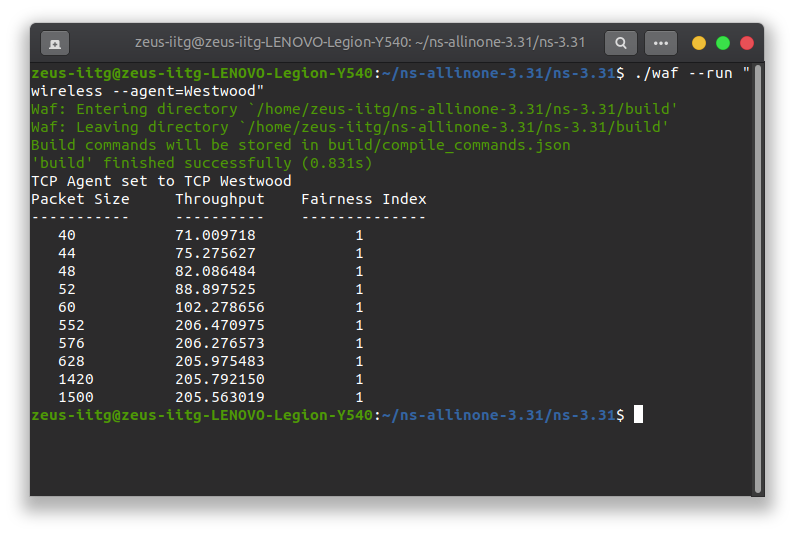 zeus-iitg@zeus-iitg-LENOVO-Legion-Y540: ~/ns-allinone-3.31/ns-3.31
zeus-iitg@zeus-iitg-LENOVO-Legion-Y540:~/ns-allinone-3.31/ns-3.31$ ./waf --run "
wireless --agent=Westwood"
Waf: Entering directory `/home/zeus-iitg/ns-allinone-3.31/ns-3.31/build'
Waf: Leaving directory `/home/zeus-iitg/ns-allinone-3.31/ns-3.31/build'
Build commands will be stored in build/compile_commands.json
'build' finished successfully (0.831s)
TCP Agent set to TCP Westwood
Packet Size     Throughput    Fairness Index
-----------     ----------    --------------
   40           71.009718           1
   44           75.275627           1
   48           82.086484           1
   52           88.897525           1
   60           102.278656          1
   552          206.470975          1
   576          206.276573          1
   628          205.975483          1
   1420         205.792150          1
   1500         205.563019          1
zeus-iitg@zeus-iitg-LENOVO-Legion-Y540:~/ns-allinone-3.31/ns-3.31$